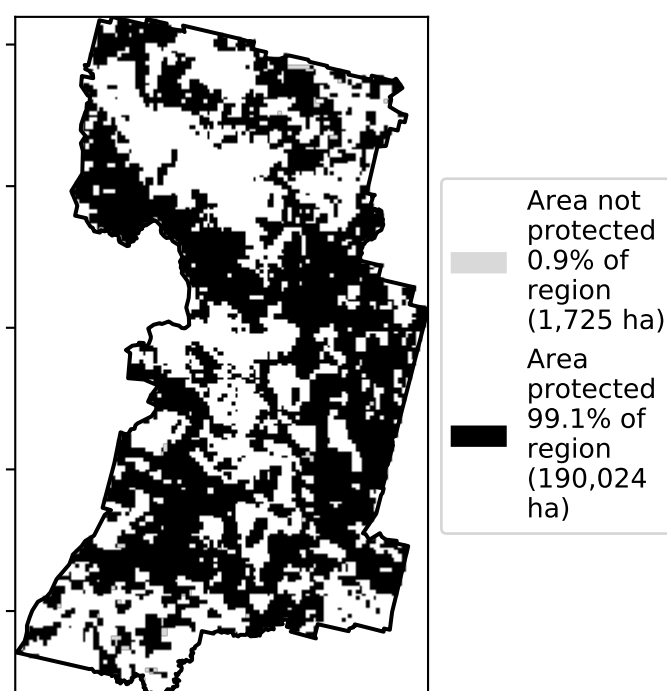 Area not
protected
0.9% of
region
(1,725 ha)
Area
protected
99.1% of
region
(190,024
ha)